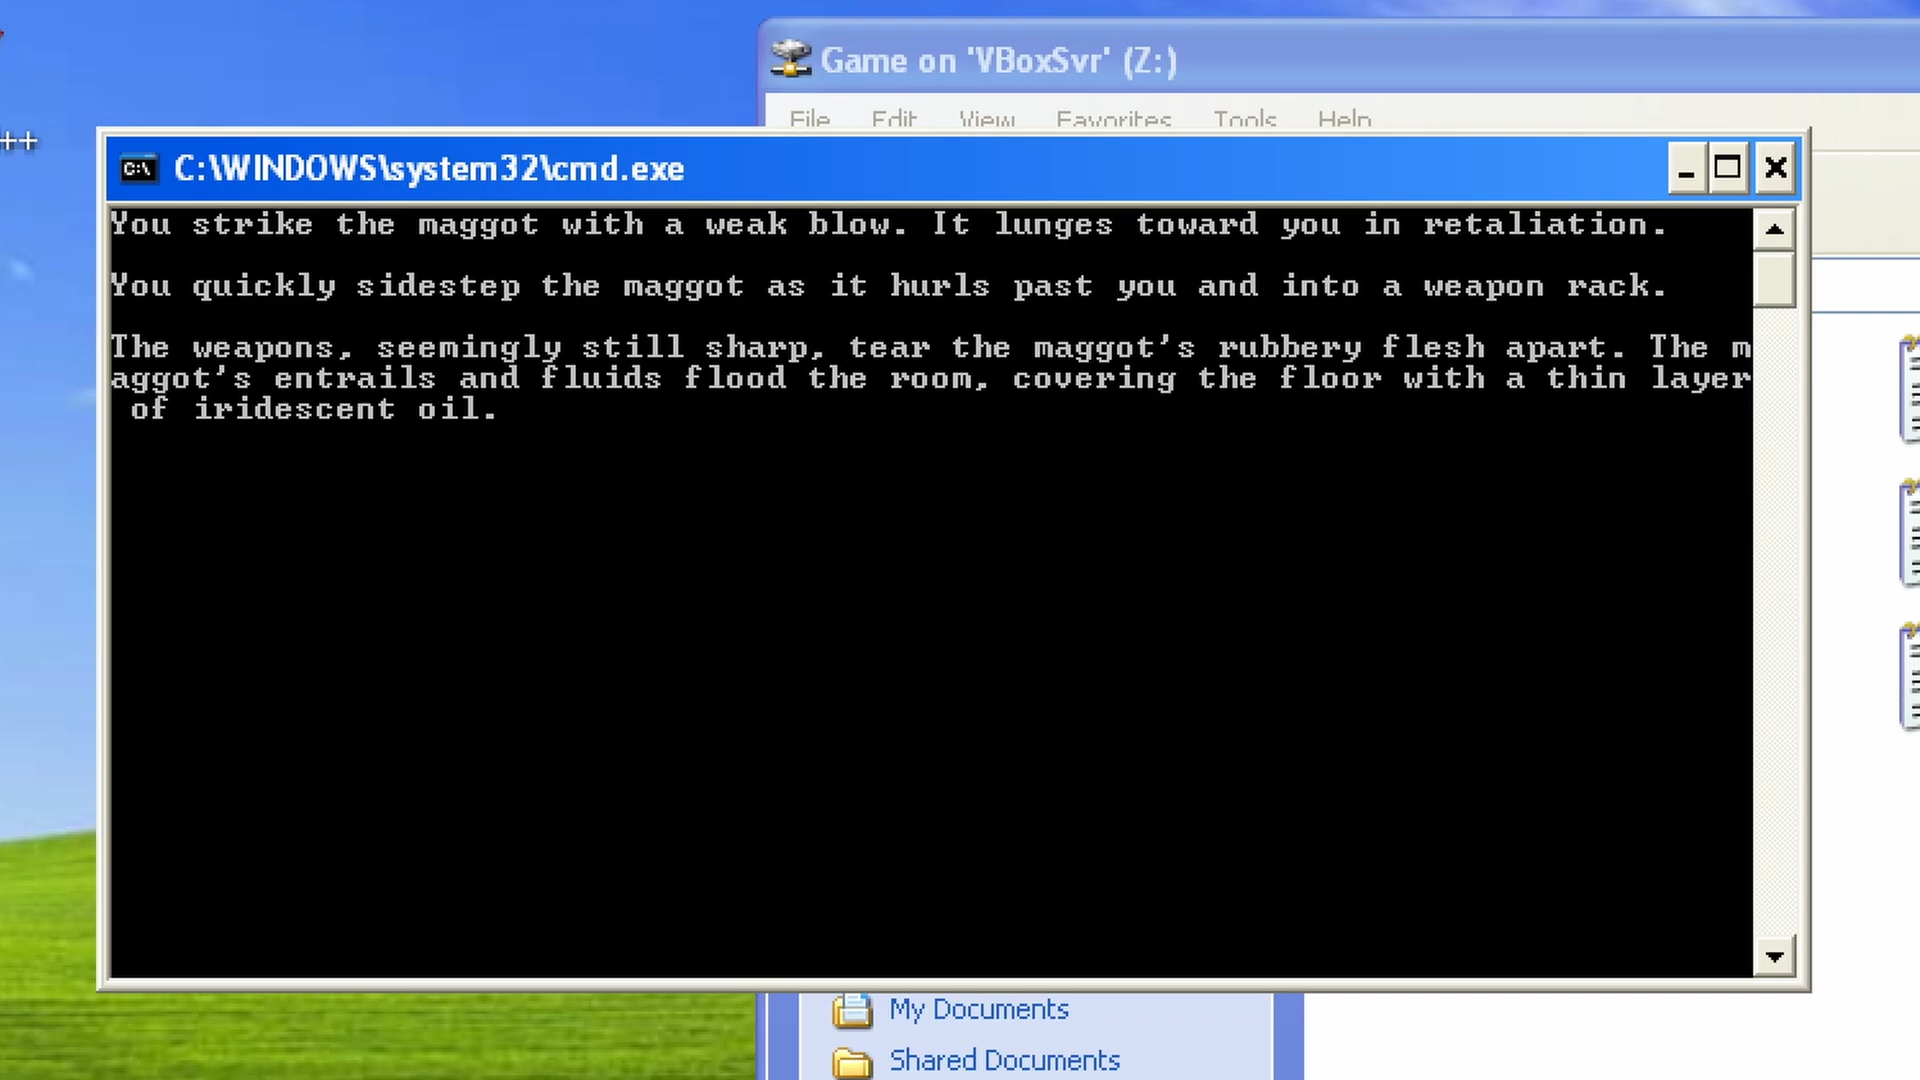 Game on 'VBoxSvr' (Z:)
File Edit View Favorites Tools Help
++
C:\WINDOWS\system32\cmd.exe
You strike the maggot with a weak blow. It lunges toward you in retaliation.
You quickly sidestep the maggot as it hurls past you and into a weapon rack.
The weapons, seemingly still sharp, tear the maggot's rubbery flesh apart. The m
aggot's entrails and fluids flood the room, covering the floor with a thin layer
of iridescent oil.
My Documents
Shared Documents